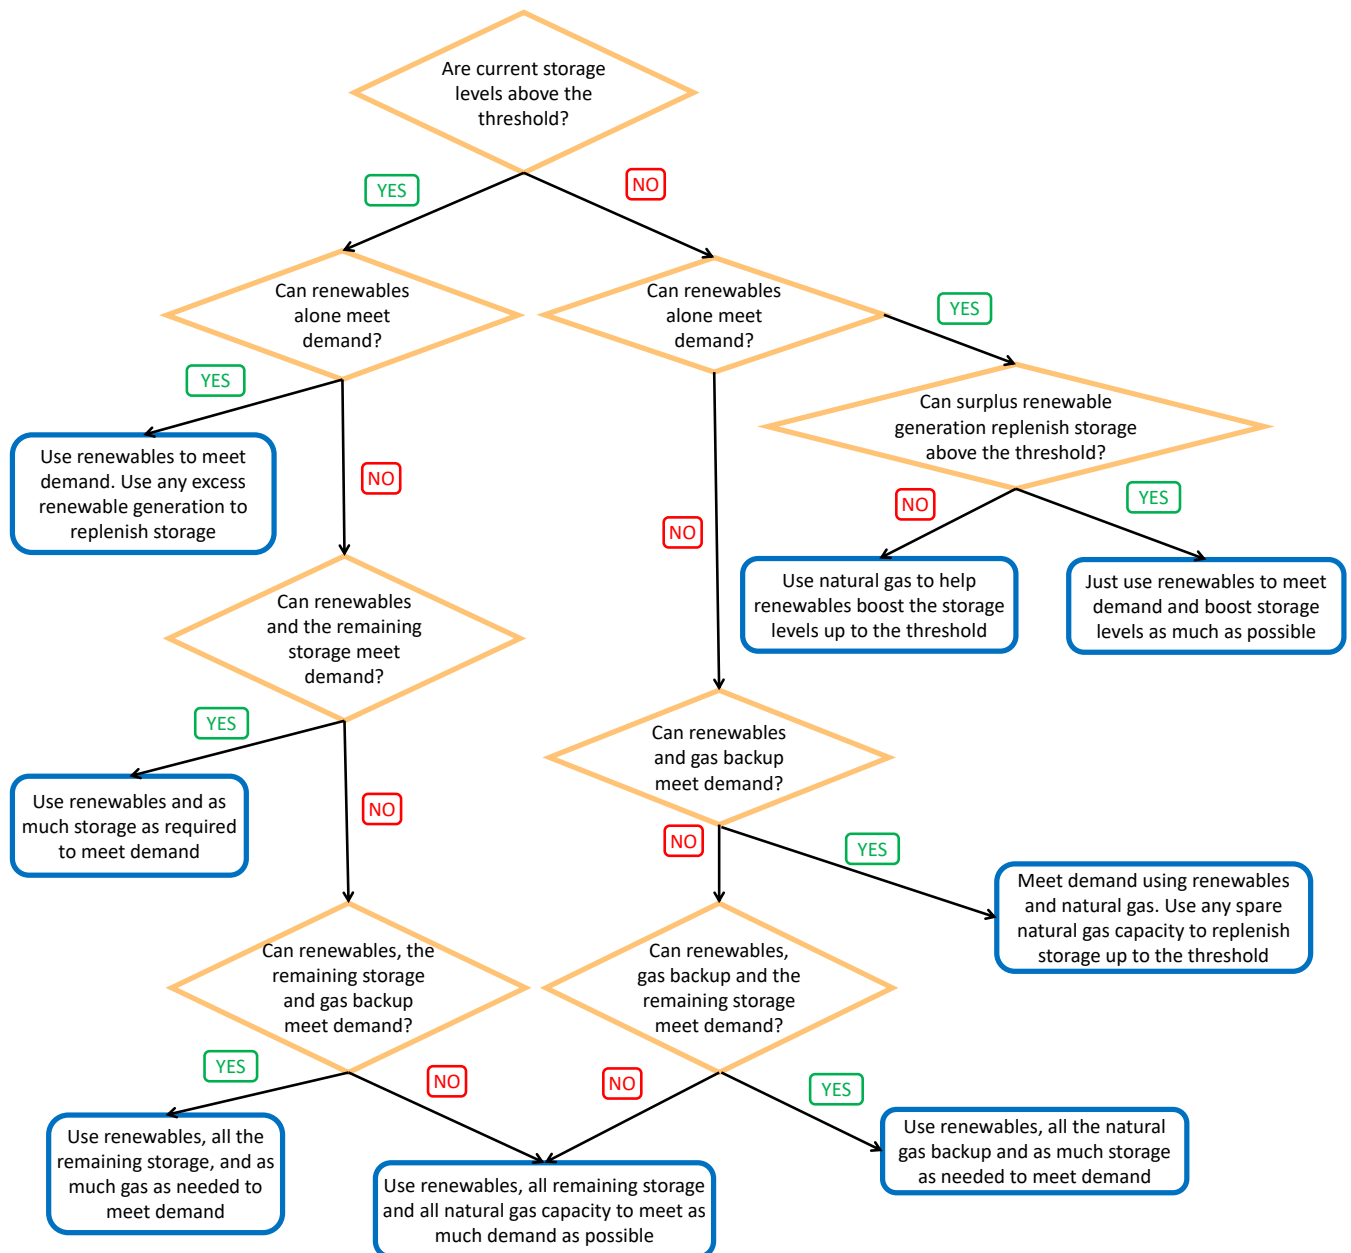 Are current storage
levels above the
threshold?
YES
NO
Can renewables
alone meet
demand?
Can renewables
alone meet
demand?
YES
YES
Can surplus renewable
generation replenish storage
above the threshold?
Use renewables to meet
demand. Use any excess
renewable generation to
replenish storage
NO
NO
YES
NO
Use natural gas to help
renewables boost the storage
levels up to the threshold
Just use renewables to meet
demand and boost storage
levels as much as possible
Can renewables
and the remaining
storage meet
demand?
YES
Can renewables
and gas backup
meet demand?
Use renewables and as
much storage as required
to meet demand
NO
NO
YES
Meet demand using renewables
and natural gas. Use any spare
natural gas capacity to replenish
storage up to the threshold
Can renewables, the
remaining storage
and gas backup
meet demand?
Can renewables,
gas backup and the
remaining storage
meet demand?
YES
NO
NO
YES
Use renewables, all the
remaining storage, and as
much gas as needed to
meet demand
Use renewables, all remaining storage
and all natural gas capacity to meet as
much demand as possible
Use renewables, all the natural
gas backup and as much storage
as needed to meet demand